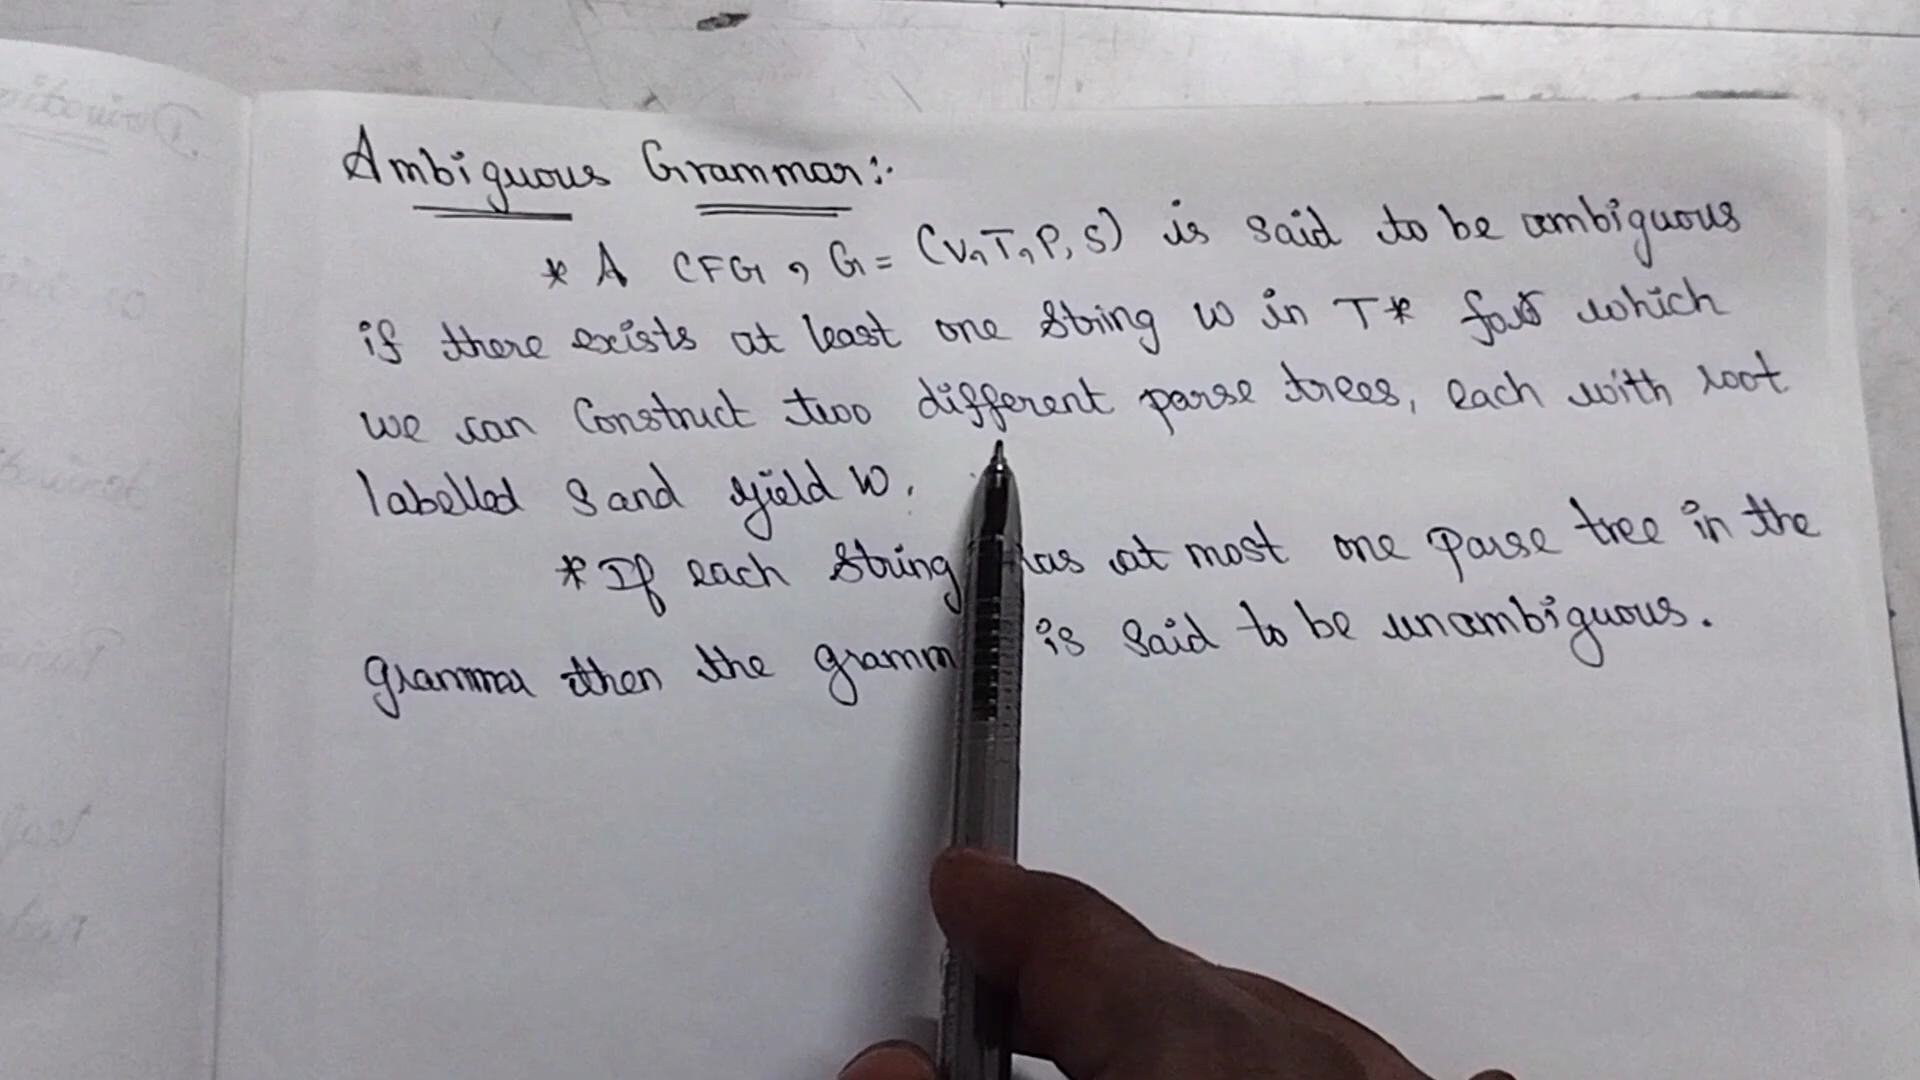 Ambiguous Grammar:-
* A CFG, G = (V, T, P, S) is said to be ambiguous
if there exists at least one string w in T* for which
we can construct two different parse trees, each with root
labelled S and yield w.
* If each string has at most one parse tree in the
grammar then the gramm is said to be unambiguous.